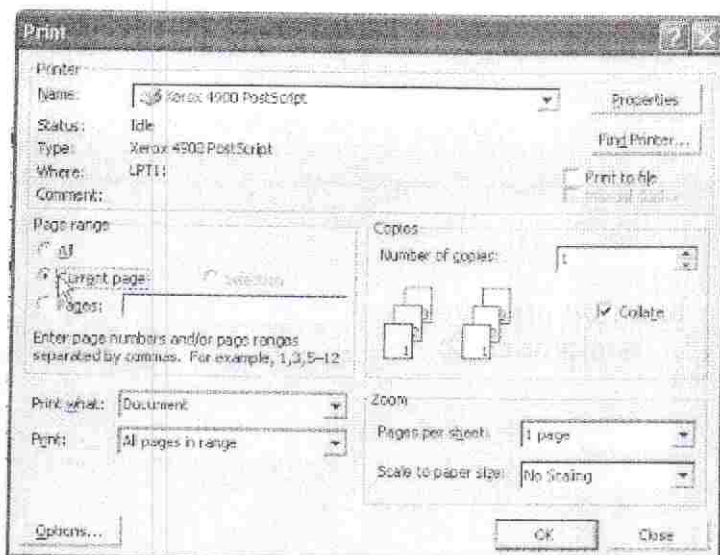 Print
Printer
Name: Xerox 4900 PostScript Properties
Status: Idle
Find Printer...
Type: Xerox 4900 PostScript
Where: LPT1:
Print to file
Comment:
Page range
All
Current page Selection
Pages:
Enter page numbers and/or page ranges
separated by commas. For example, 1,3,5–12
Copies
Number of copies: 1
1
1
Collate
Print what: Document
Print: All pages in range
Zoom
Pages per sheet: 1 page
Scale to paper size: No Scaling
Options... OK Close